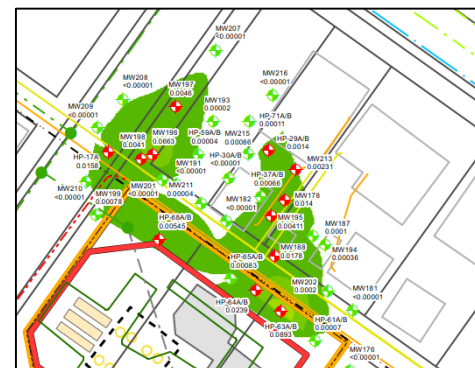 MW207
<0.00001
MW208
<0.00001
MW197
0.0046
MW216
<0.00001
MW209
<0.00001
MW193
0.00002
HP-71A/B
0.00011
MW198
0.0041
MW196
0.0663
HP-59A/B
0.00004
MW215
0.00086
HP-29A/B
0.0014
HP-17A
0.0158
MW191
<0.00001
HP-30A/B
<0.00001
MW213
0.00231
MW210
<0.00001
MW201
<0.00001
MW211
0.00004
HP-37A/B
0.00066
MW199
0.00078
MW182
<0.00001
MW178
0.014
HP-68A/B
0.00545
MW195
0.00411
MW187
0.0001
MW188
0.0178
MW194
0.00036
HP-65A/B
0.00083
MW202
0.0002
MW181
<0.00001
HP-64A/B
0.0239
HP-63A/B
0.0893
HP-61A/B
0.00007
MW176
<0.00001